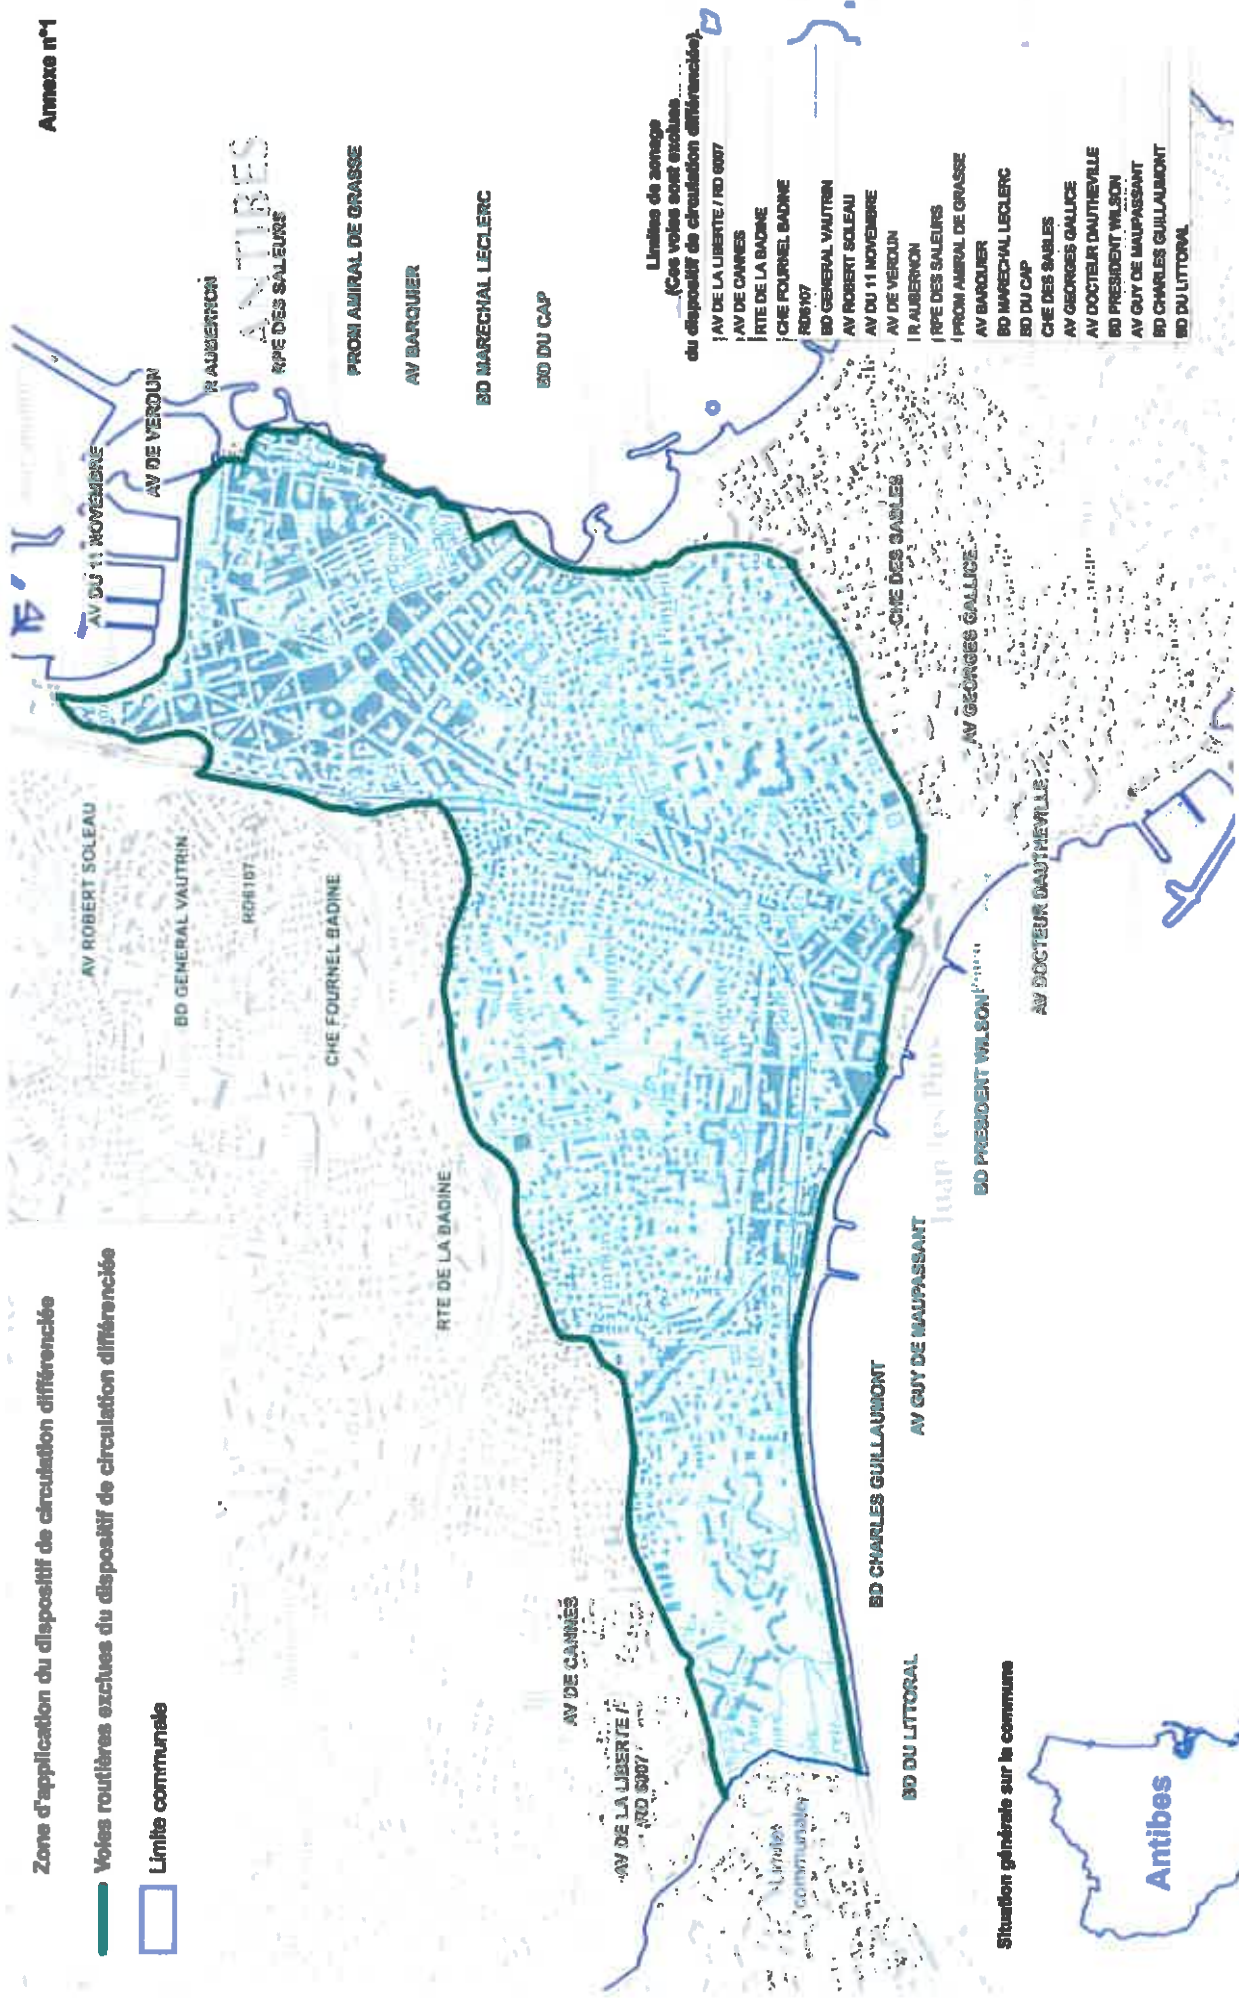 Annexe n°1
Zone d'application du dispositif de circulation différenciée
Voies routières exclues du dispositif de circulation différenciée
Limite communale
AV DU 11 NOVEMBRE
AV DE VERDUN
R AUBERNON
ANTIBES
RPE DES SALEURS
PROM AMIRAL DE GRASSE
AV BARQUIER
BD MARECHAL LECLERC
BD DU CAP
AV ROBERT SOLEAU
BD GENERAL VAUTRIN
RD6107
CHE FOURNEL BADINE
RTE DE LA BADINE
AV DE CANNES
AV DE LA LIBERTE /
RD 6007
Limite
communale
CHE DES SABLES
AV GEORGES GALLICE
AV DOCTEUR DAUTHEVILLE
BD PRESIDENT WILSON
Juan les Pins
AV GUY DE MAUPASSANT
BD CHARLES GUILLAUMONT
BD DU LITTORAL
Limites de zonage
(Ces voies sont exclues
du dispositif de circulation différenciée).
AV DE LA LIBERTE / RD 6007
AV DE CANNES
RTE DE LA BADINE
CHE FOURNEL BADINE
RD6107
BD GENERAL VAUTRIN
AV ROBERT SOLEAU
AV DU 11 NOVEMBRE
AV DE VERDUN
R AUBERNON
RPE DES SALEURS
PROM AMIRAL DE GRASSE
AV BARQUIER
BD MARECHAL LECLERC
BD DU CAP
CHE DES SABLES
AV GEORGES GALLICE
AV DOCTEUR DAUTHEVILLE
BD PRESIDENT WILSON
AV GUY DE MAUPASSANT
BD CHARLES GUILLAUMONT
BD DU LITTORAL
Situation générale sur la commune
Antibes